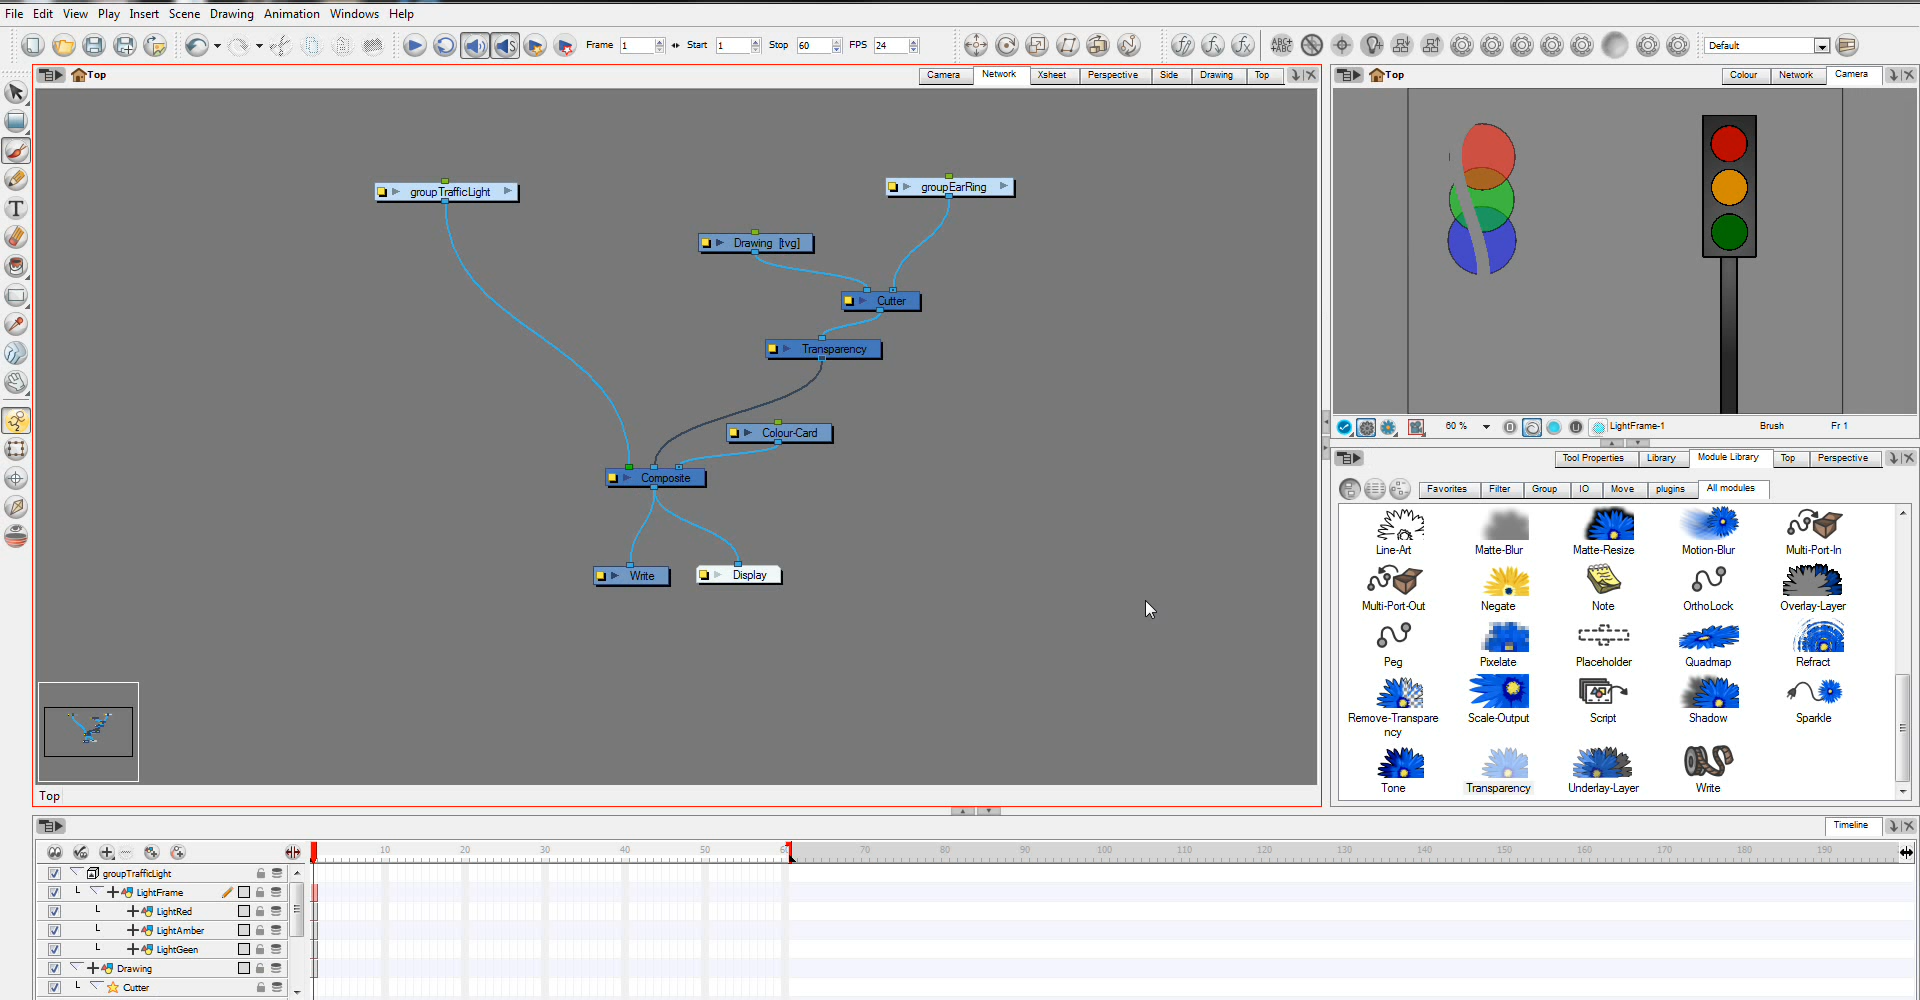 File Edit View Play Insert Scene Drawing Animation Windows Help
Frame 1 Start 1 Stop 60 FPS 24
Default
Top
Camera Network Xsheet Perspective Side Drawing Top
groupTrafficLight
groupEarRing
Drawing [tvg]
Cutter
Transparency
Colour-Card
Composite
Write
Display
Top
Top
Colour Network Camera
60 %
LightFrame-1
Brush
Fr 1
Tool Properties Library Module Library Top Perspective
Favorites Filter Group IO Move plugins All modules
Line-Art Matte-Blur Matte-Resize Motion-Blur Multi-Port-In
Multi-Port-Out Negate Note OrthoLock Overlay-Layer
Peg Pixelate Placeholder Quadmap Refract
Remove-Transpare
ncy
Scale-Output Script Shadow Sparkle
Tone Transparency Underlay-Layer Write
Timeline
10 20 30 40 50 60 70 80 90 100 110 120 130 140 150 160 170 180 190
groupTrafficLight
LightFrame
LightRed
LightAmber
LightGeen
Drawing
Cutter